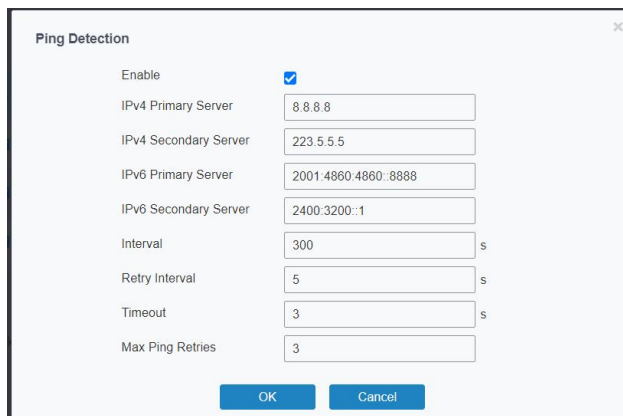 Ping Detection
Enable
IPv4 Primary Server 8.8.8.8
IPv4 Secondary Server 223.5.5.5
IPv6 Primary Server 2001:4860:4860::8888
IPv6 Secondary Server 2400:3200::1
Interval 300 s
Retry Interval 5 s
Timeout 3 s
Max Ping Retries 3
OK Cancel